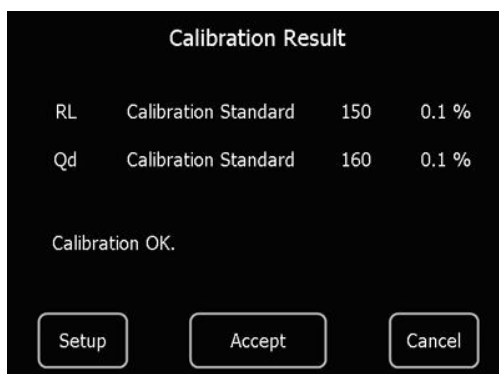 Calibration Result
RL Calibration Standard 150 0.1 %
Qd Calibration Standard 160 0.1 %
Calibration OK.
Setup Accept Cancel